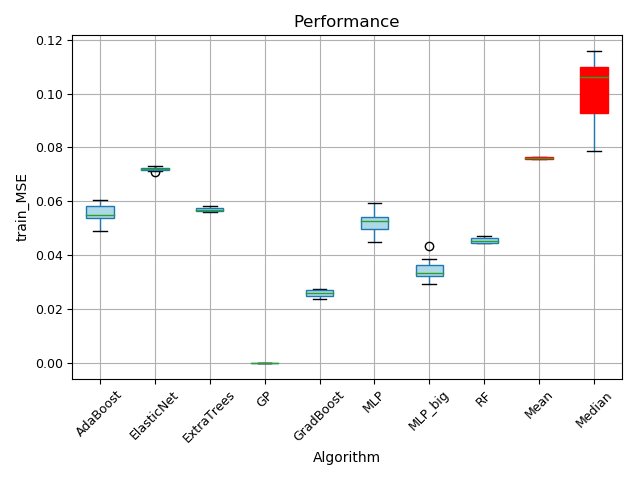 Performance
0.12
0.10
0.08
0.06
0.04
0.02
0.00
train_MSE
AdaBoost
ElasticNet
ExtraTrees
GP
GradBoost
MLP
MLP_big
RF
Mean
Median
Algorithm